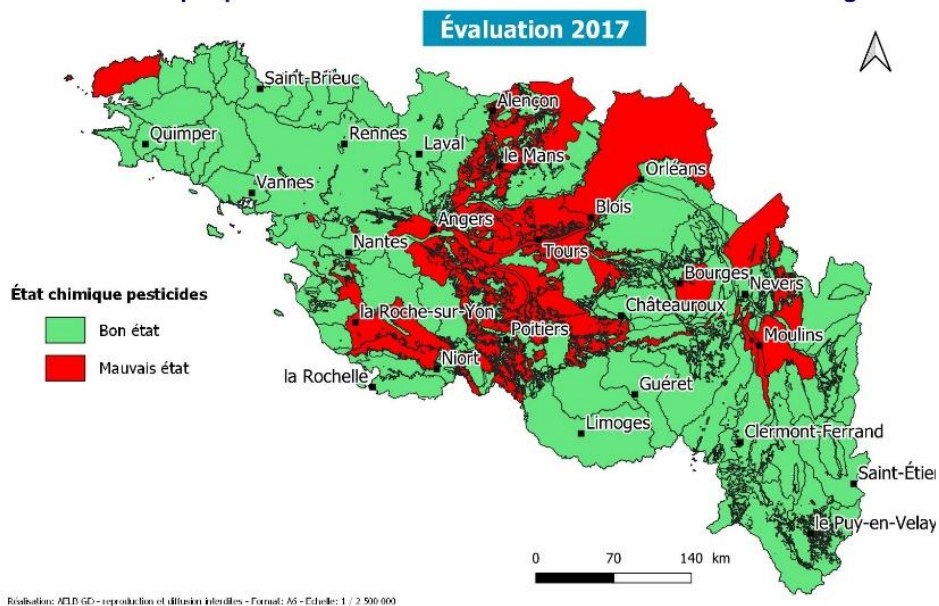 Évaluation 2017
Saint-Brieuc
Alençon
Quimper
Rennes
Laval
le Mans
Orléans
Vannes
Blois
Angers
Nantes
Tours
Bourges
Nevers
État chimique pesticides
Bon état
Mauvais état
la Roche-sur-Yon
Châteauroux
Poitiers
Moulins
Niort
la Rochelle
Guéret
Limoges
Clermont-Ferrand
Saint-Étien
le Puy-en-Velay
0 70 140 km
Réalisation: AELB-GD - reproduction et diffusion interdites - Format: A6 - Echelle: 1 / 2 500 000